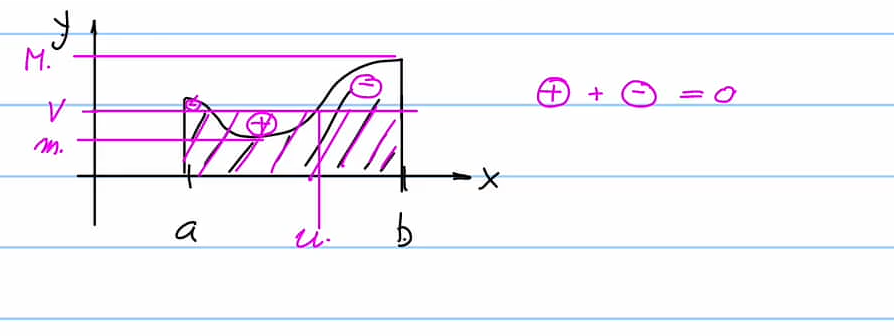 y
M.
⊖ ⊖
V ⊕ ⊕ + ⊖ = 0
m.
x
a u. b